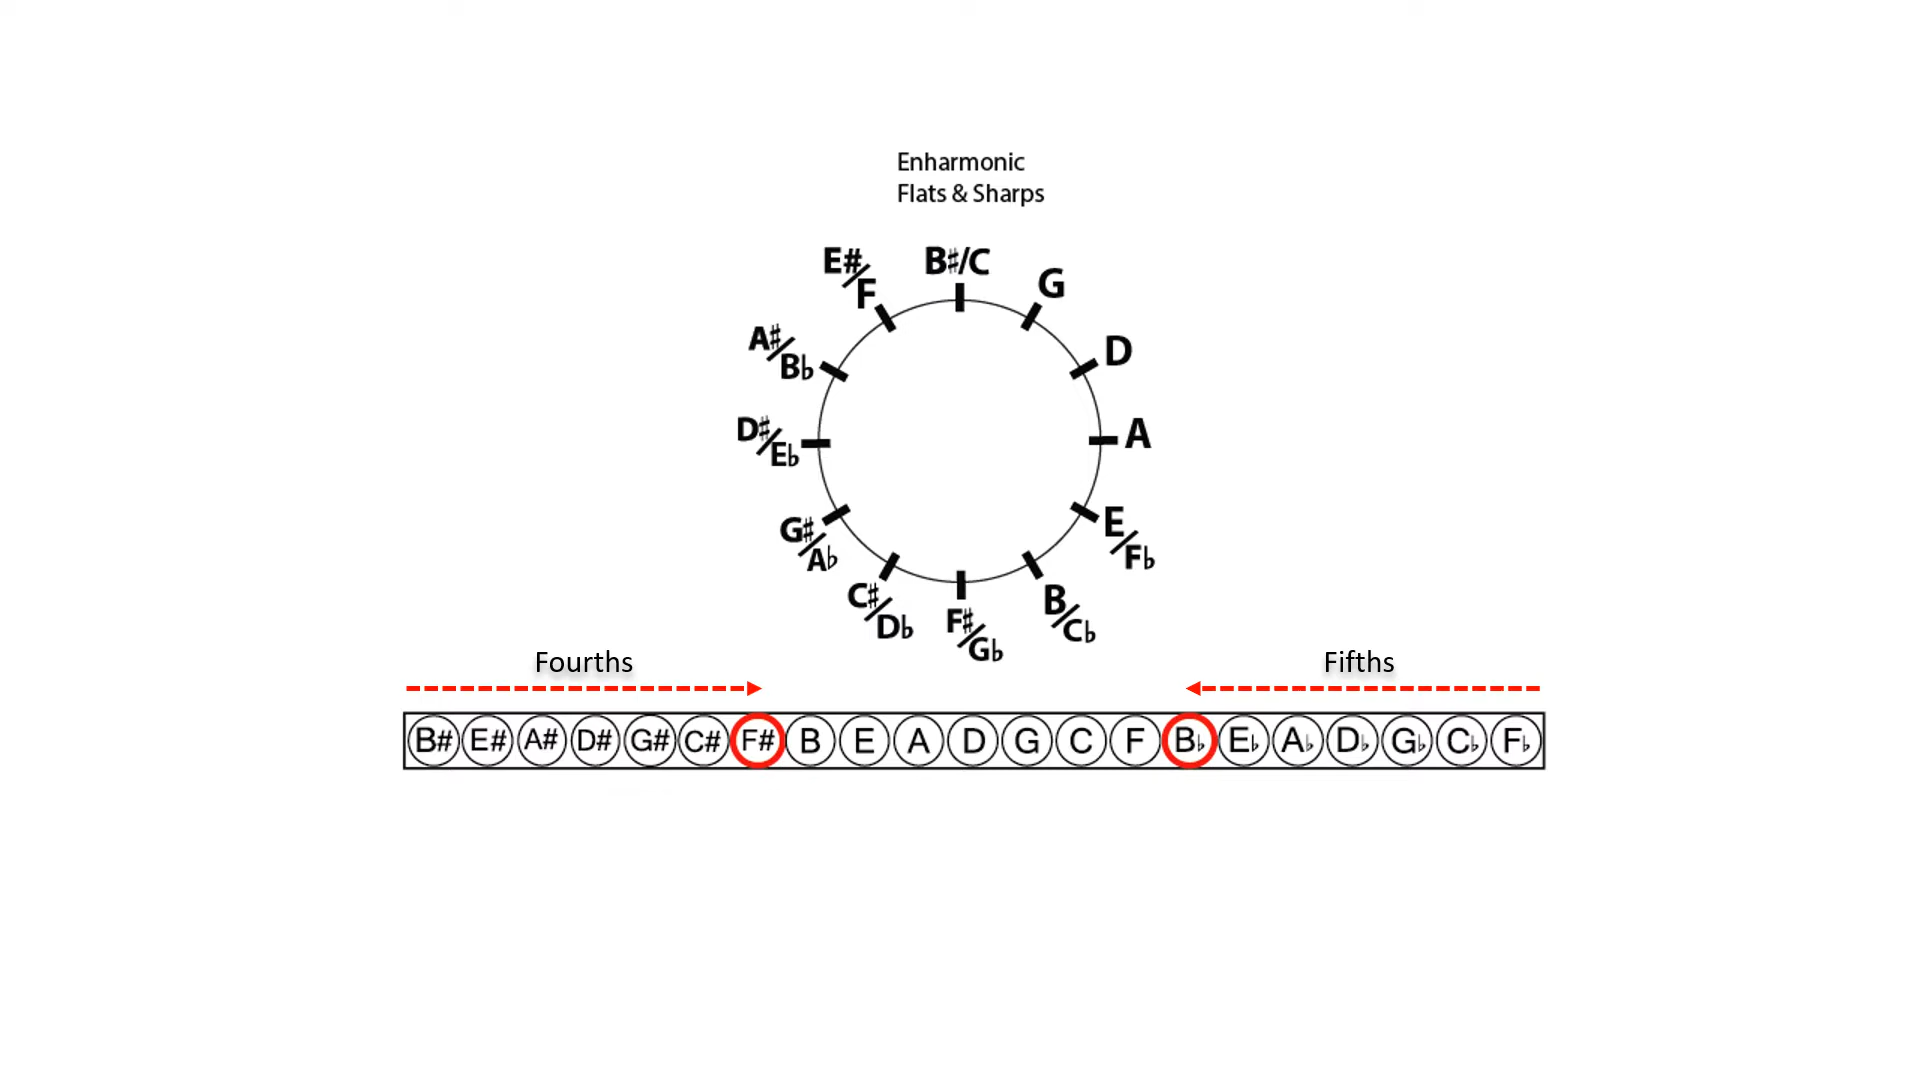 Enharmonic
Flats & Sharps
E#/F
B♯/C
G
A♯/B♭
D
D♯/E♭
A
G♯/A♭
E/F♭
C♯/D♭
F♯/G♭
B/C♭
Fourths
Fifths
B# E# A# D# G# C# F# B E A D G C F B♭ E♭ A♭ D♭ G♭ C♭ F♭